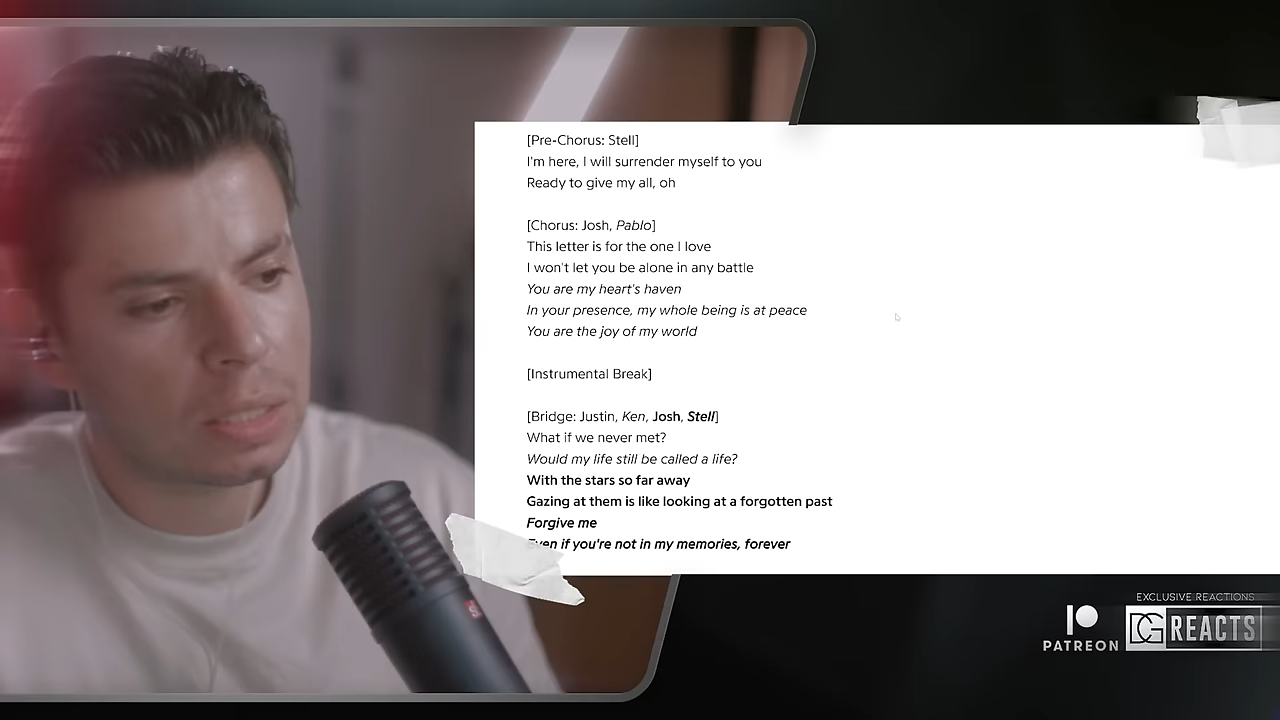 [Pre-Chorus: Stell]
I'm here, I will surrender myself to you
Ready to give my all, oh
[Chorus: Josh, Pablo]
This letter is for the one I love
I won't let you be alone in any battle
You are my heart's haven
In your presence, my whole being is at peace
You are the joy of my world
[Instrumental Break]
[Bridge: Justin, Ken, Josh, Stell]
What if we never met?
Would my life still be called a life?
With the stars so far away
Gazing at them is like looking at a forgotten past
Forgive me
Even if you're not in my memories, forever
EXCLUSIVE REACTIONS
PATREON
DG REACTS